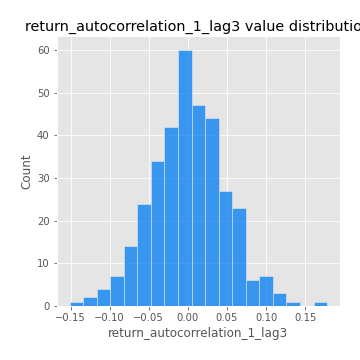 return_autocorrelation_1_lag3 value distributio
60
50
40
30
20
10
0
Count
−0.15 −0.10 −0.05 0.00 0.05 0.10 0.15
return_autocorrelation_1_lag3